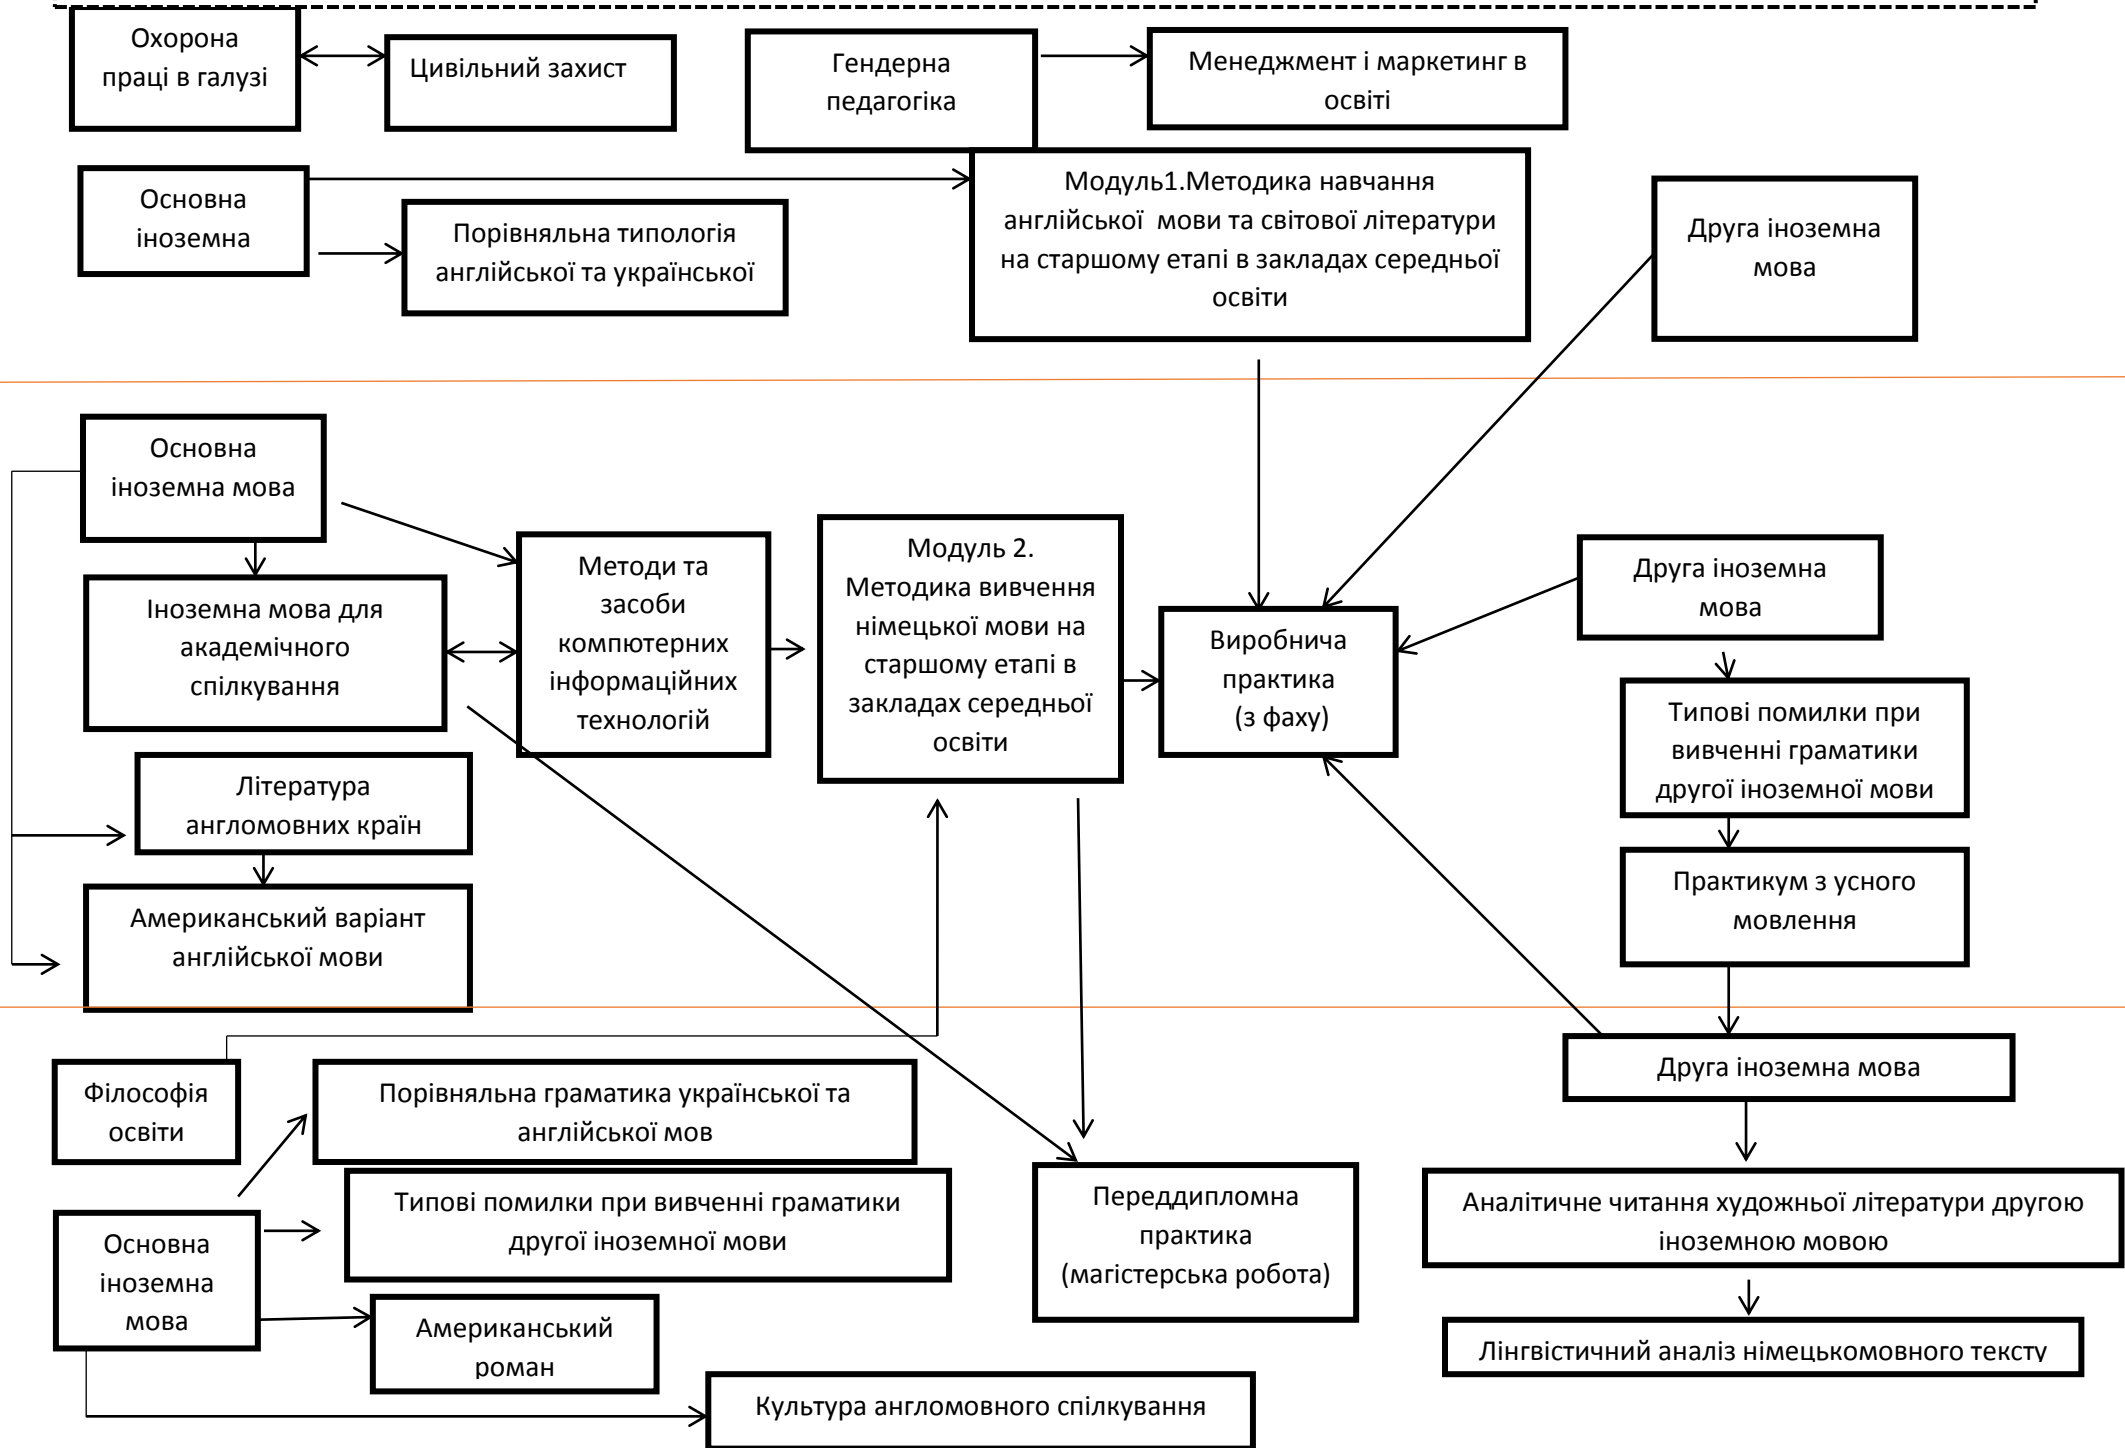 Охорона
праці в галузі
Цивільний захист
Гендерна
педагогіка
Менеджмент і маркетинг в
освіті
Основна
іноземна
Порівняльна типологія
англійської та української
Модуль1.Методика навчання
англійської мови та світової літератури
на старшому етапі в закладах середньої
освіти
Друга іноземна
мова
Основна
іноземна мова
Іноземна мова для
академічного
спілкування
Методи та
засоби
компютерних
інформаційних
технологій
Модуль 2.
Методика вивчення
німецької мови на
старшому етапі в
закладах середньої
освіти
Виробнича
практика
(з фаху)
Друга іноземна
мова
Типові помилки при
вивченні граматики
другої іноземної мови
Література
англомовних країн
Американський варіант
англійської мови
Практикум з усного
мовлення
Філософія
освіти
Порівняльна граматика української та
англійської мов
Друга іноземна мова
Основна
іноземна
мова
Типові помилки при вивченні граматики
другої іноземної мови
Переддипломна
практика
(магістерська робота)
Аналітичне читання художньої літератури другою
іноземною мовою
Американський
роман
Лінгвістичний аналіз німецькомовного тексту
Культура англомовного спілкування